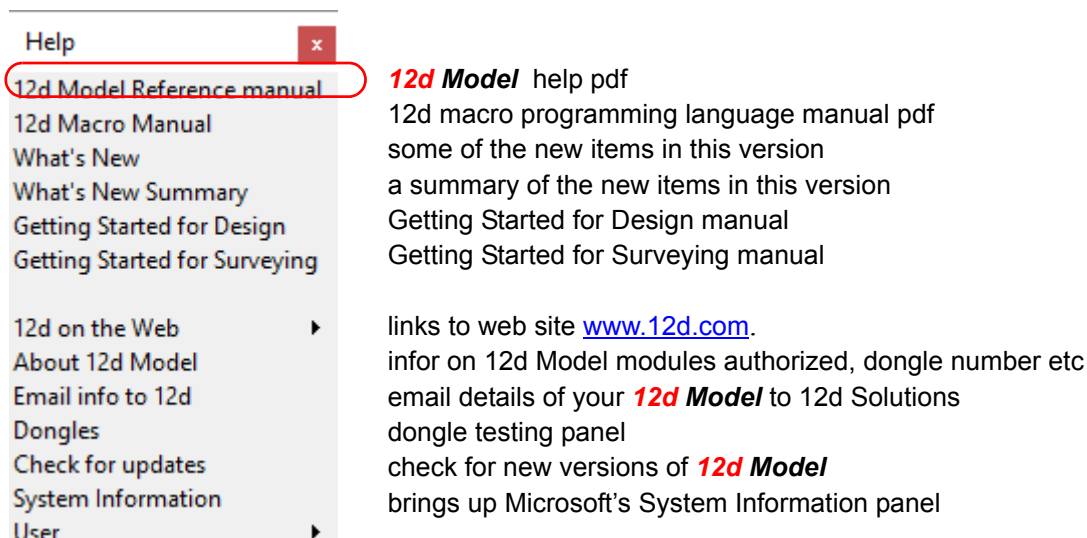 Help x
12d Model Reference manual 12d Model help pdf
12d Macro Manual 12d macro programming language manual pdf
What's New some of the new items in this version
What's New Summary a summary of the new items in this version
Getting Started for Design Getting Started for Design manual
Getting Started for Surveying Getting Started for Surveying manual
12d on the Web links to web site www.12d.com.
About 12d Model infor on 12d Model modules authorized, dongle number etc
Email info to 12d email details of your 12d Model to 12d Solutions
Dongles dongle testing panel
Check for updates check for new versions of 12d Model
System Information brings up Microsoft’s System Information panel
User